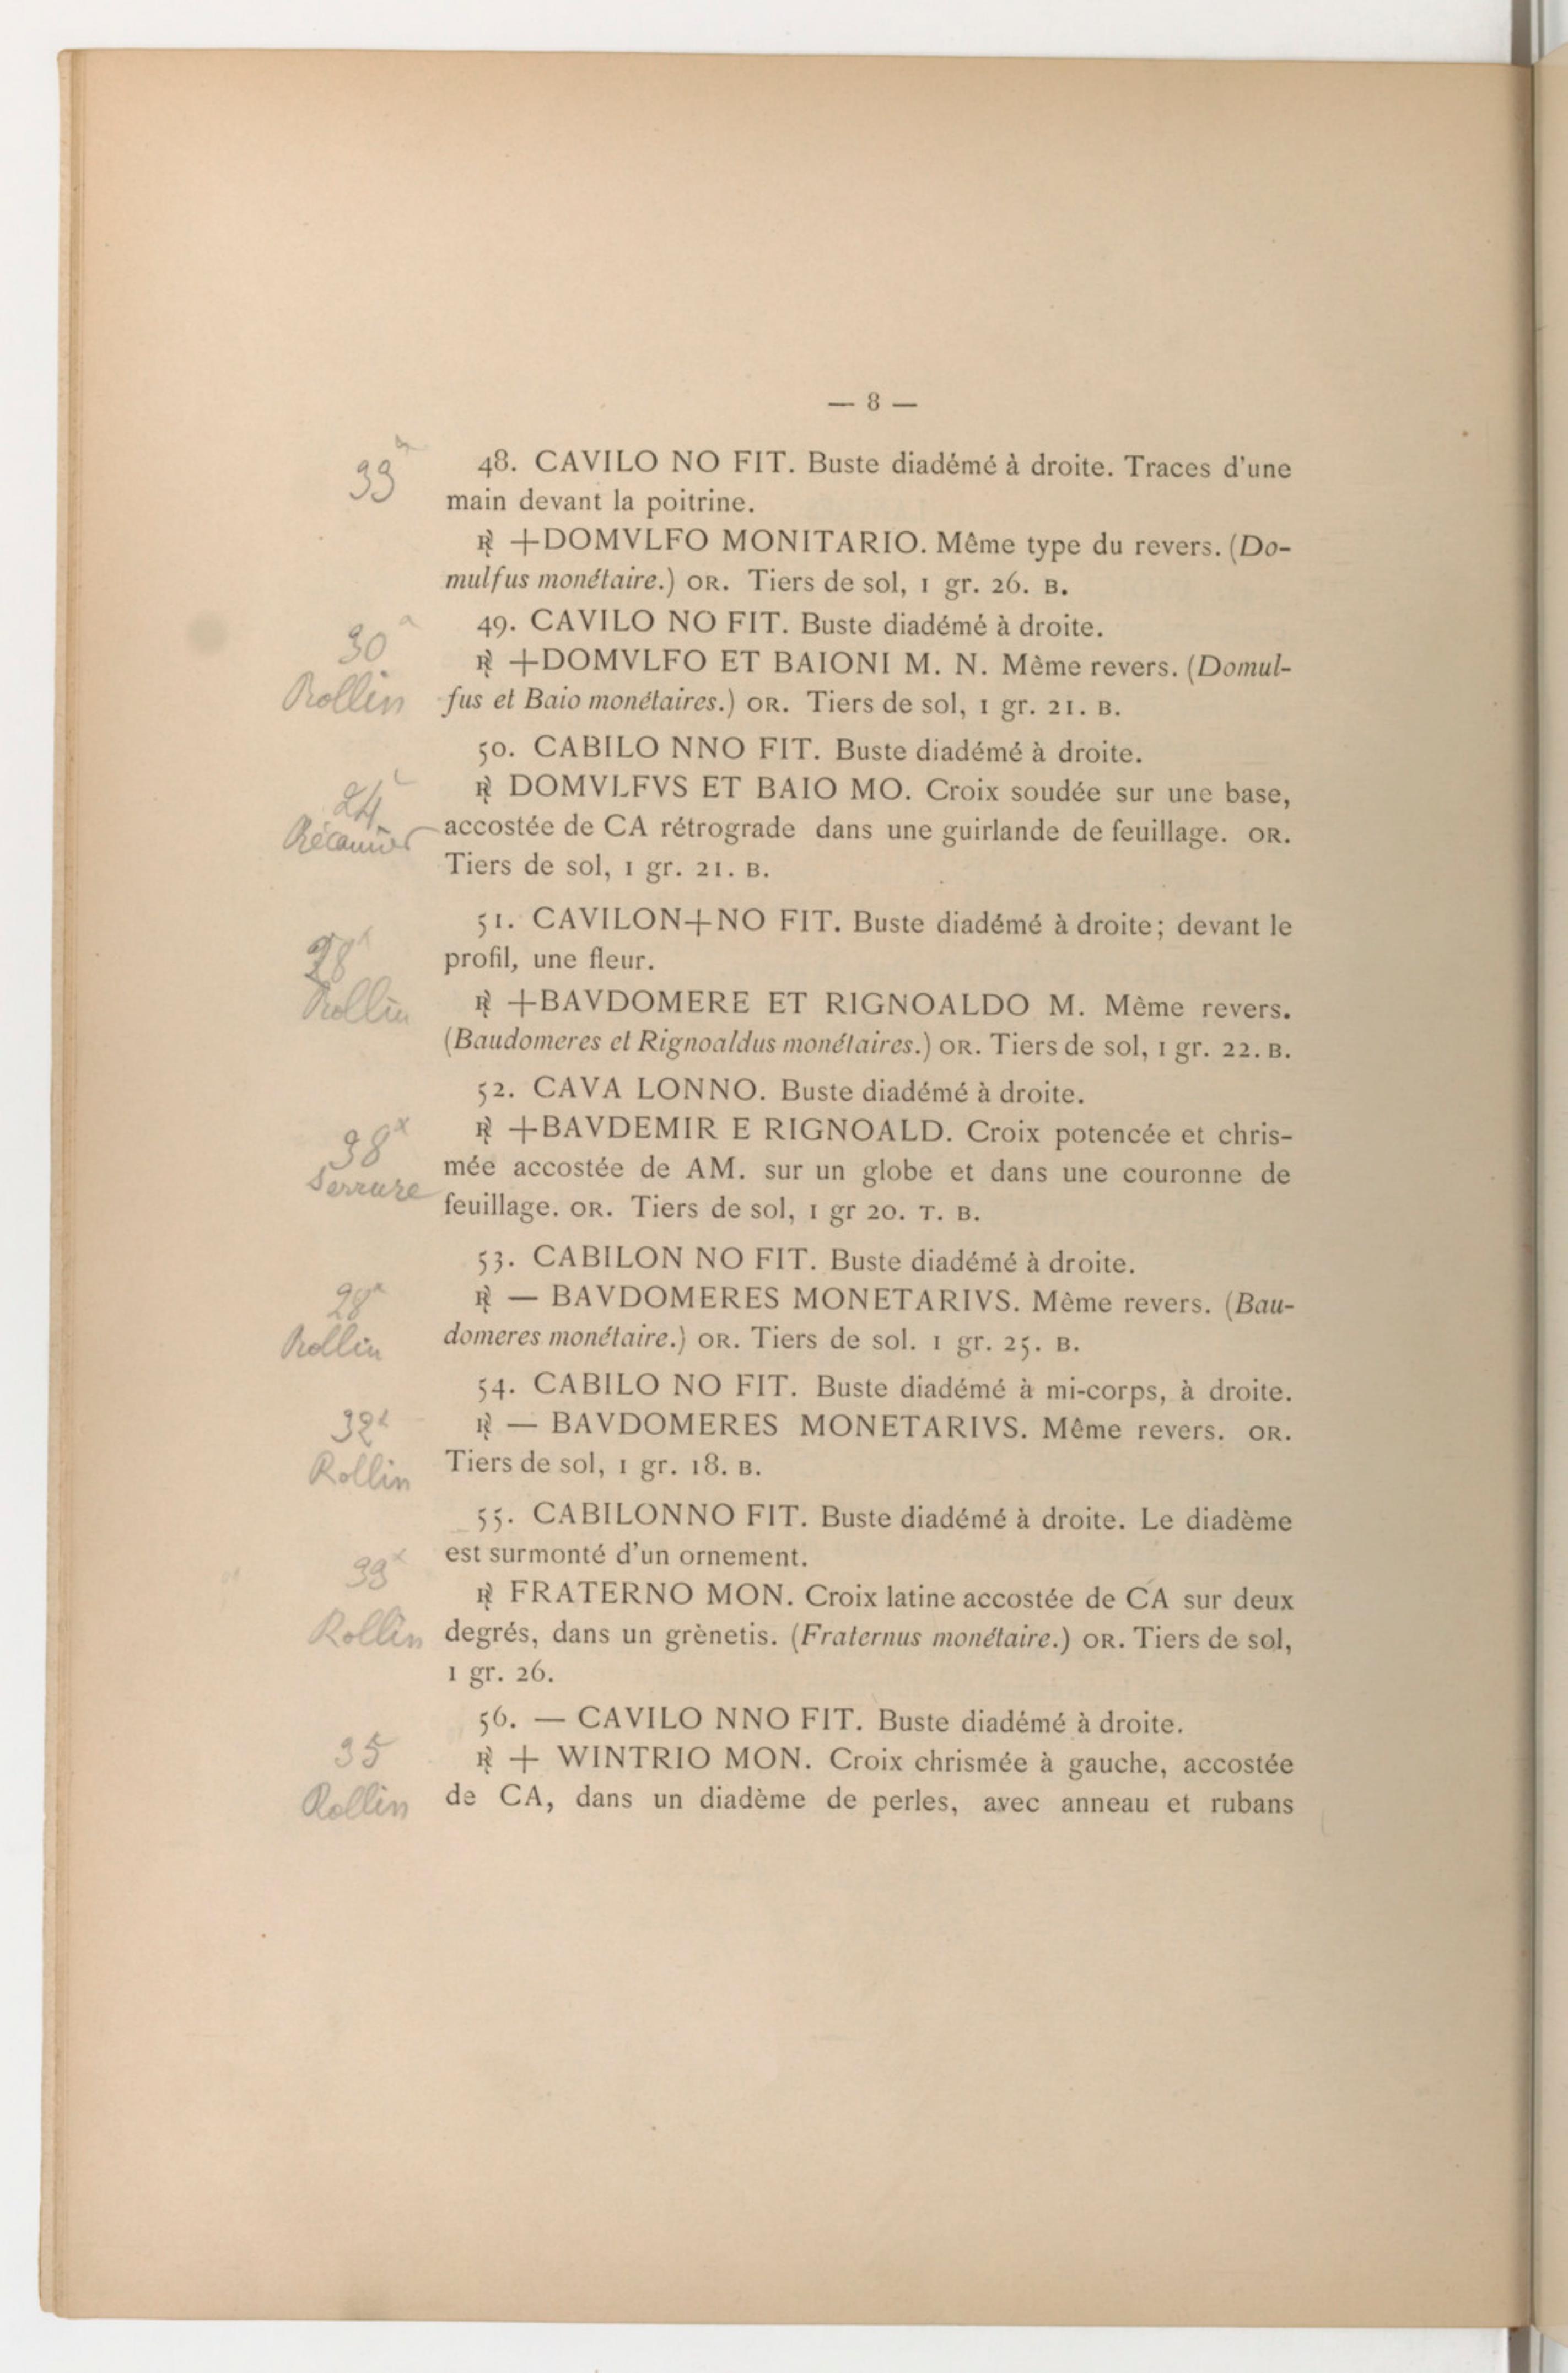 — 8 —
33
48. CAVILO NO FIT. Buste diadémé à droite. Traces d'une
main devant la poitrine.
℟ +DOMVLFO MONITARIO. Même type du revers. (Do-
mulfus monétaire.) OR. Tiers de sol, 1 gr. 26. B.
30
Rollin
49. CAVILO NO FIT. Buste diadémé à droite.
℟ +DOMVLFO ET BAIONI M. N. Mème revers. (Domul-
fus et Baio monétaires.) OR. Tiers de sol, 1 gr. 21. B.
24
Récamier
50. CABILO NNO FIT. Buste diadémé à droite.
℟ DOMVLFVS ET BAIO MO. Croix soudée sur une base,
accostée de CA rétrograde dans une guirlande de feuillage. OR.
Tiers de sol, 1 gr. 21. B.
Rollin
51. CAVILON+NO FIT. Buste diadémé à droite; devant le
profil, une fleur.
℟ +BAVDOMERE ET RIGNOALDO M. Mème revers.
(Baudomeres et Rignoaldus monétaires.) OR. Tiers de sol, 1 gr. 22. B.
38
Serrure
52. CAVA LONNO. Buste diadémé à droite.
℟ +BAVDEMIR E RIGNOALD. Croix potencée et chris-
mée accostée de AM. sur un globe et dans une couronne de
feuillage. OR. Tiers de sol, 1 gr 20. T. B.
28
Rollin
53. CABILON NO FIT. Buste diadémé à droite.
℟ — BAVDOMERES MONETARIVS. Mème revers. (Bau-
domeres monétaire.) OR. Tiers de sol. 1 gr. 25. B.
32
Rollin
54. CABILO NO FIT. Buste diadémé à mi-corps, à droite.
℟ — BAVDOMERES MONETARIVS. Même revers. OR.
Tiers de sol, 1 gr. 18. B.
33
Rollin
55. CABILONNO FIT. Buste diadémé à droite. Le diadème
est surmonté d'un ornement.
℟ FRATERNO MON. Croix latine accostée de CA sur deux
degrés, dans un grènetis. (Fraternus monétaire.) OR. Tiers de sol,
1 gr. 26.
35
Rollin
56. — CAVILO NNO FIT. Buste diadémé à droite.
℟ + WINTRIO MON. Croix chrismée à gauche, accostée
de CA, dans un diadème de perles, avec anneau et rubans